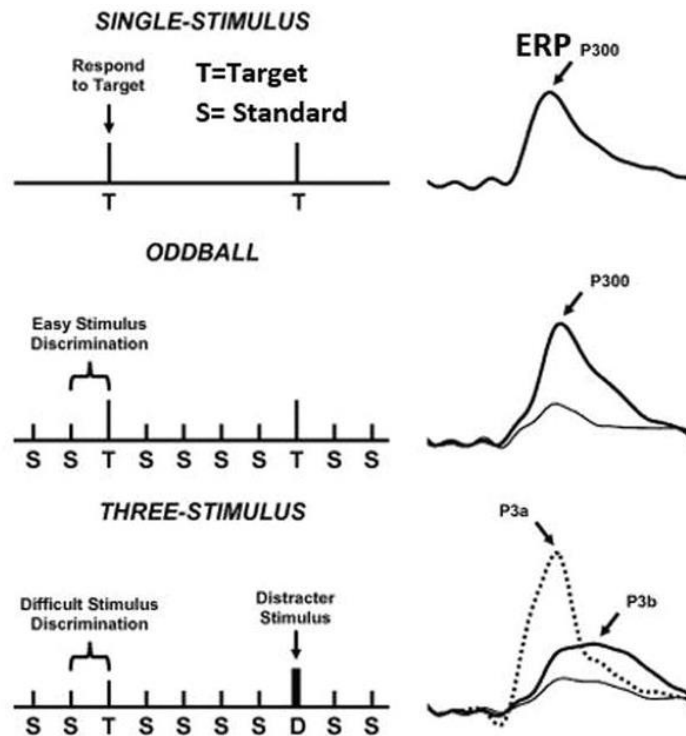 SINGLE-STIMULUS
Respond
to Target
T=Target
S= Standard
T T
ERP P300
ODDBALL
Easy Stimulus
Discrimination
S S T S S S S T S S
P300
THREE-STIMULUS
Difficult Stimulus
Discrimination
Distracter
Stimulus
S S T S S S S D S S
P3a
P3b